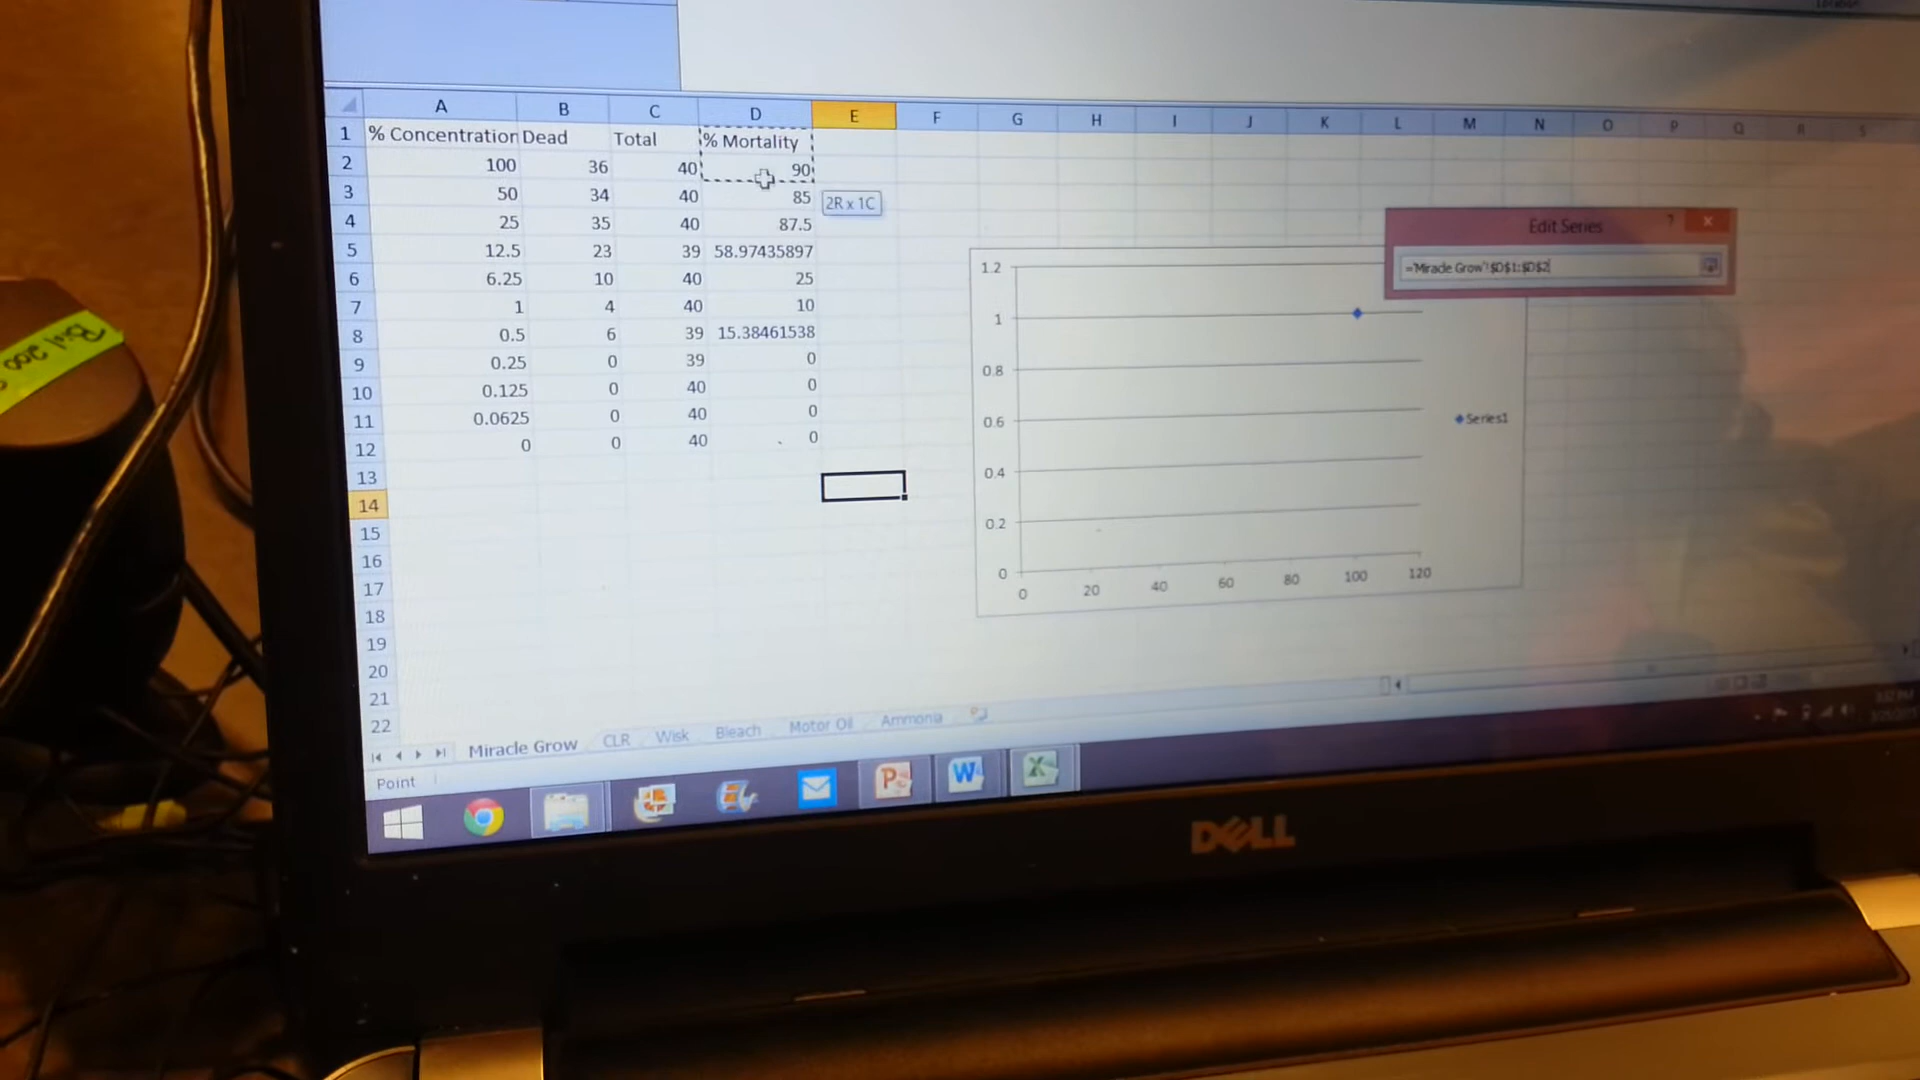 A B C D E F G H I J K L M N O P Q R S
1 % Concentration Dead Total % Mortality
2 100 36 40 90
3 50 34 40 85
2R x 1C
4 25 35 40 87.5
5 12.5 23 39 58.97435897
6 6.25 10 40 25
7 1 4 40 10
8 0.5 6 39 15.38461538
9 0.25 0 39 0
10 0.125 0 40 0
11 0.0625 0 40 0
12 0 0 40 0
13
14
15
16
17
18
19
20
21
22
Edit Series ?
='Miracle Grow'!$D$1:$D$2
1.2
1
0.8
0.6
0.4
0.2
0
0 20 40 60 80 100 120
Series1
Miracle Grow CLR Wisk Bleach Motor Oil Ammonia
Point
DELL